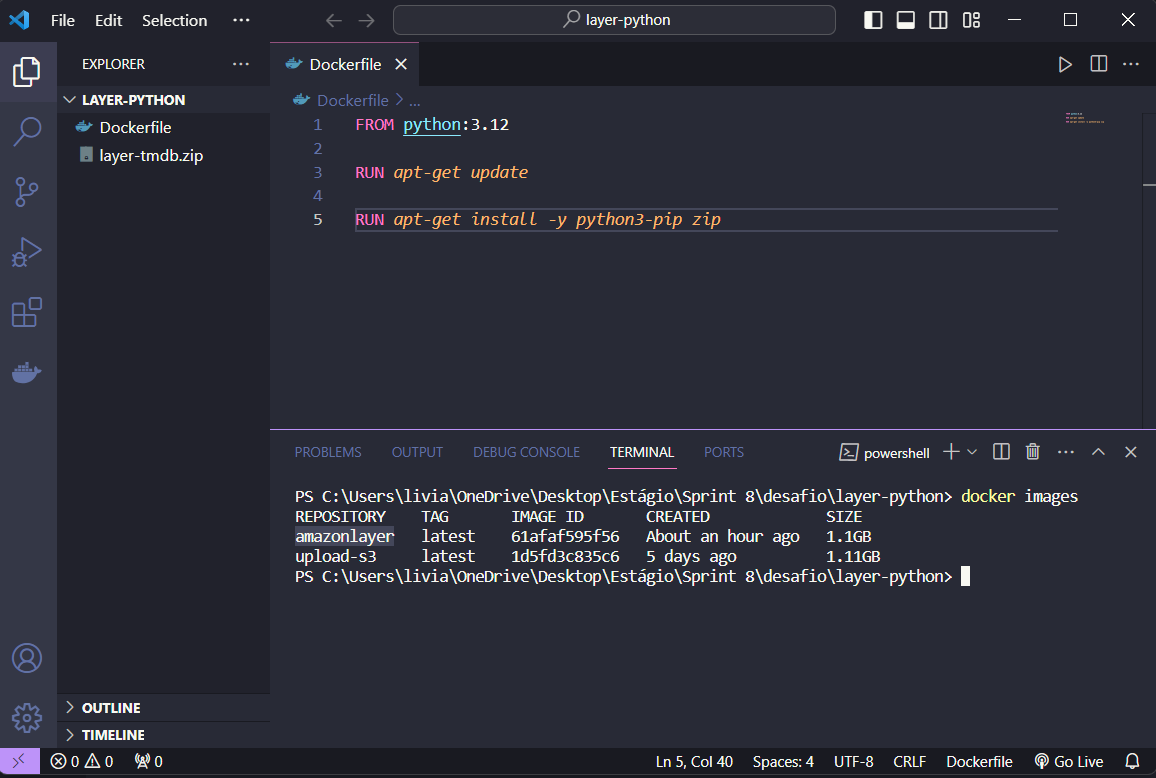 File Edit Selection ···
layer-python
EXPLORER ···
LAYER-PYTHON
Dockerfile
layer-tmdb.zip
OUTLINE
TIMELINE
Dockerfile
Dockerfile > ...
1 FROM python:3.12
2
3 RUN apt-get update
4
5 RUN apt-get install -y python3-pip zip
PROBLEMS OUTPUT DEBUG CONSOLE TERMINAL PORTS
powershell
PS C:\Users\livia\OneDrive\Desktop\Estágio\Sprint 8\desafio\layer-python> docker images
REPOSITORY TAG IMAGE ID CREATED SIZE
amazonlayer latest 61afaf595f56 About an hour ago 1.1GB
upload-s3 latest 1d5fd3c835c6 5 days ago 1.11GB
PS C:\Users\livia\OneDrive\Desktop\Estágio\Sprint 8\desafio\layer-python>
0 0 0 Ln 5, Col 40 Spaces: 4 UTF-8 CRLF Dockerfile Go Live